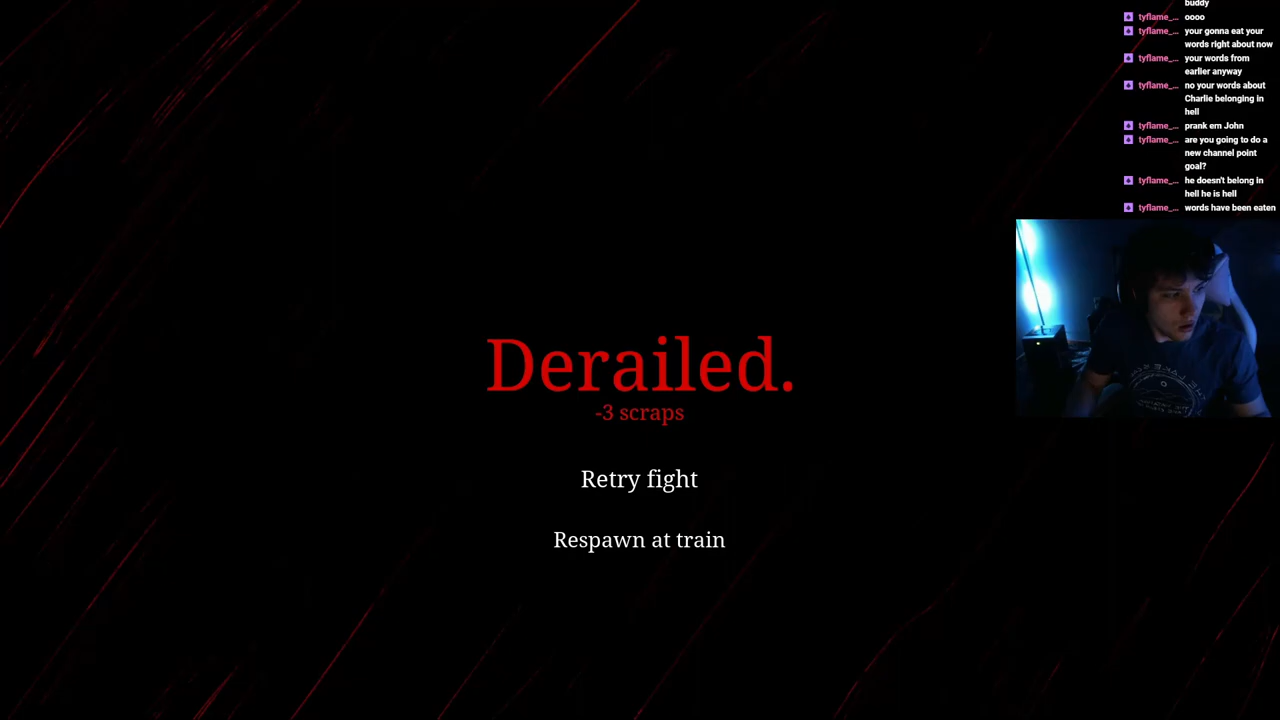 buddy
tyflame_... oooo
tyflame_... your gonna eat your
words right about now
tyflame_... your words from
earlier anyway
tyflame_... no your words about
Charlie belonging in
hell
tyflame_... prank em John
tyflame_... are you going to do a
new channel point
goal?
tyflame_... he doesn't belong in
hell he is hell
tyflame_... words have been eaten
Derailed.
-3 scraps
Retry fight
Respawn at train